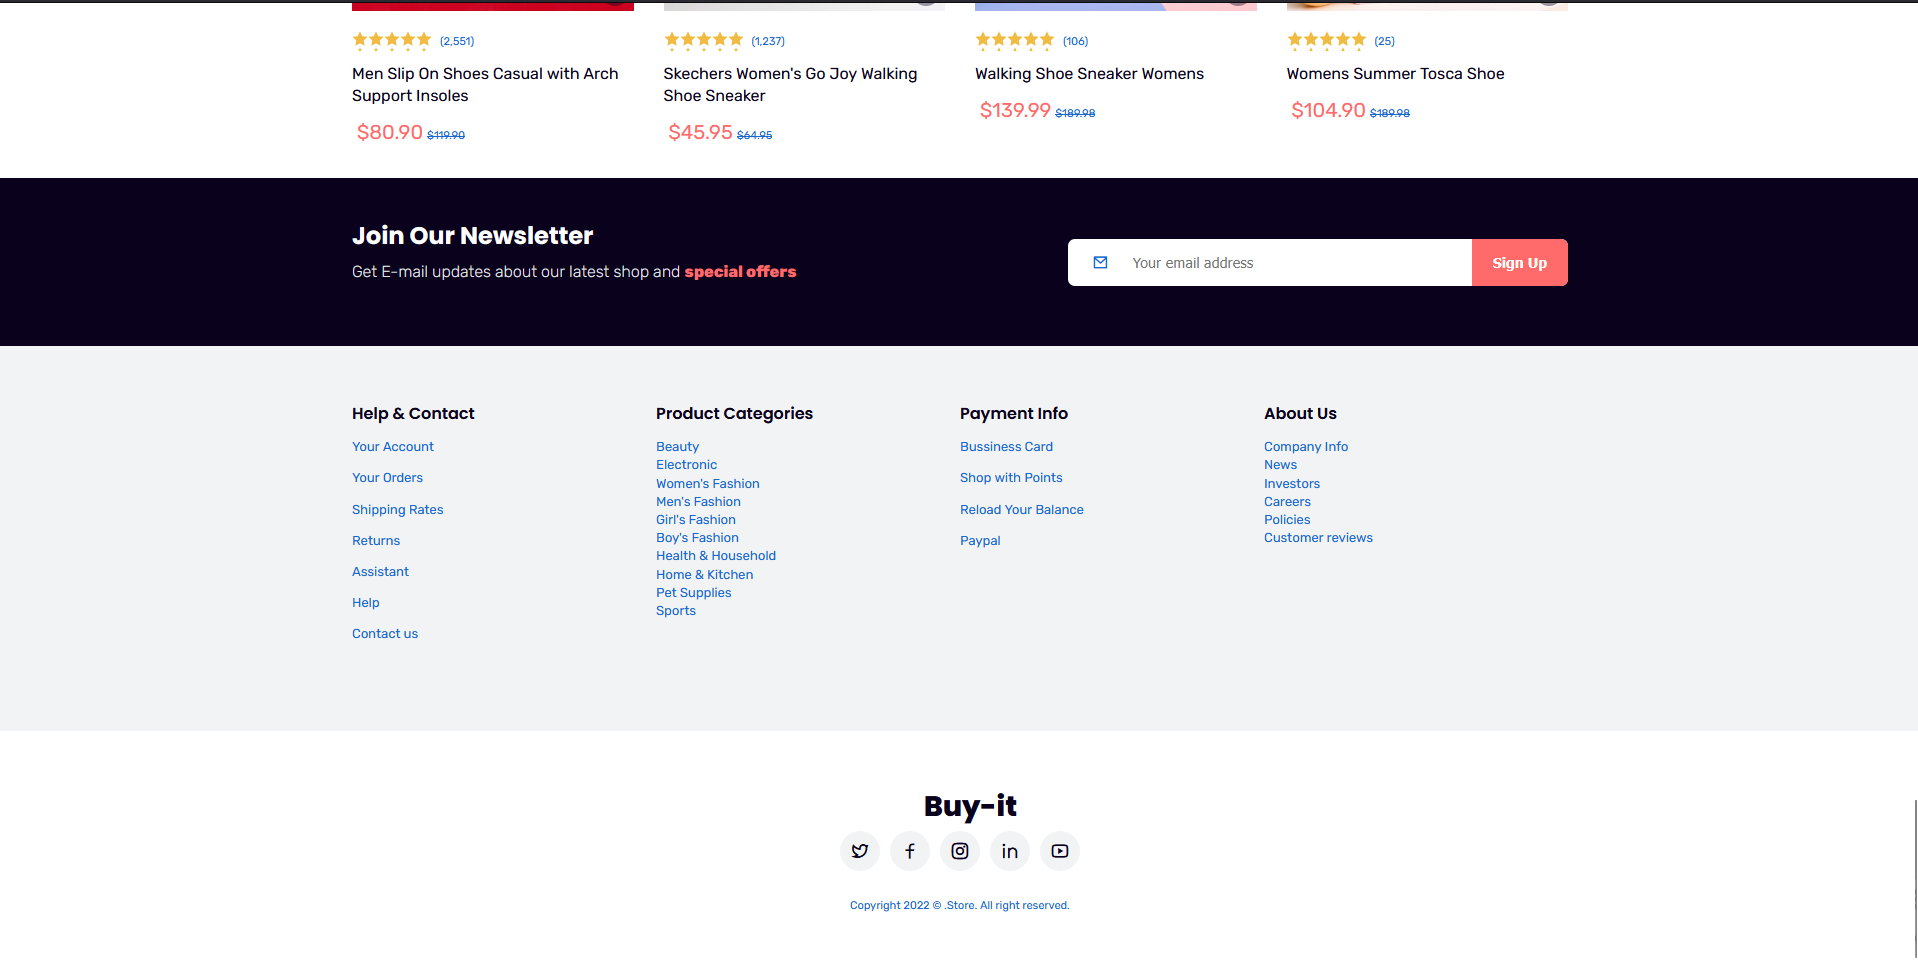 (2,551)
Men Slip On Shoes Casual with Arch
Support Insoles
$80.90 $119.90
(1,237)
Skechers Women's Go Joy Walking
Shoe Sneaker
$45.95 $64.95
(106)
Walking Shoe Sneaker Womens
$139.99 $189.98
(25)
Womens Summer Tosca Shoe
$104.90 $189.98
Join Our Newsletter
Get E-mail updates about our latest shop and special offers
Your email address
Sign Up
Help & Contact
Your Account
Your Orders
Shipping Rates
Returns
Assistant
Help
Contact us
Product Categories
Beauty
Electronic
Women's Fashion
Men's Fashion
Girl's Fashion
Boy's Fashion
Health & Household
Home & Kitchen
Pet Supplies
Sports
Payment Info
Bussiness Card
Shop with Points
Reload Your Balance
Paypal
About Us
Company Info
News
Investors
Careers
Policies
Customer reviews
Buy-it
Copyright 2022 © .Store. All right reserved.